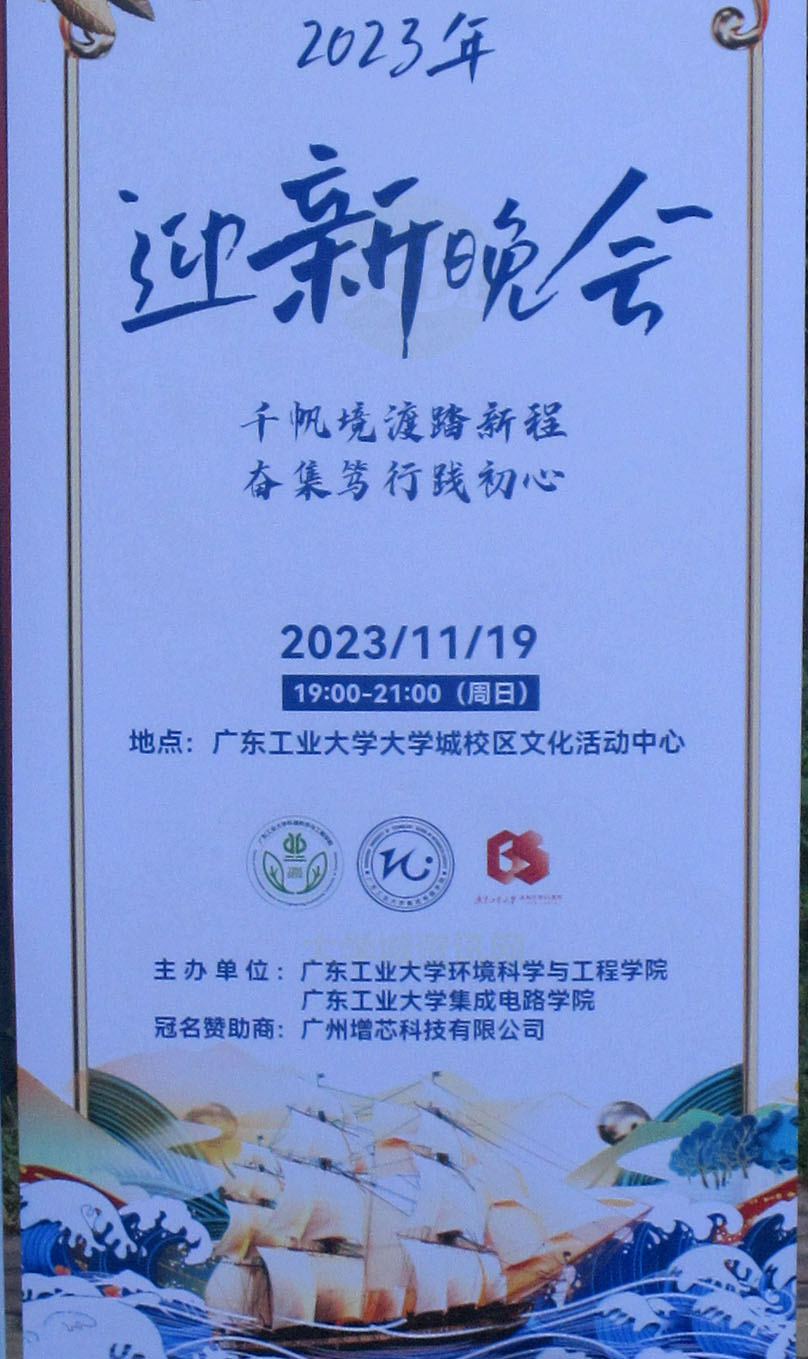 2023年
迎新晚会
千帆境渡踏新程
奋集笃行践初心
2023/11/19
19:00-21:00（周日）
地点：广东工业大学大学城校区文化活动中心
主办单位：广东工业大学环境科学与工程学院
广东工业大学集成电路学院
冠名赞助商：广州增芯科技有限公司